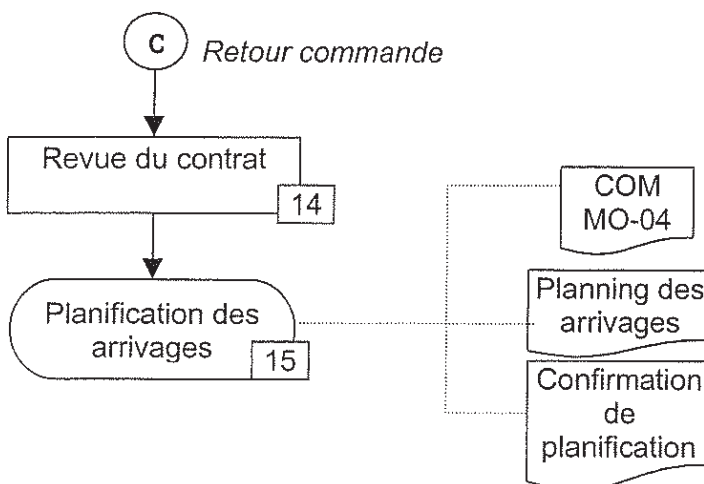 C
Retour commande
Revue du contrat
14
Planification des
arrivages
15
COM
MO-04
Planning des
arrivages
Confirmation
de
planification